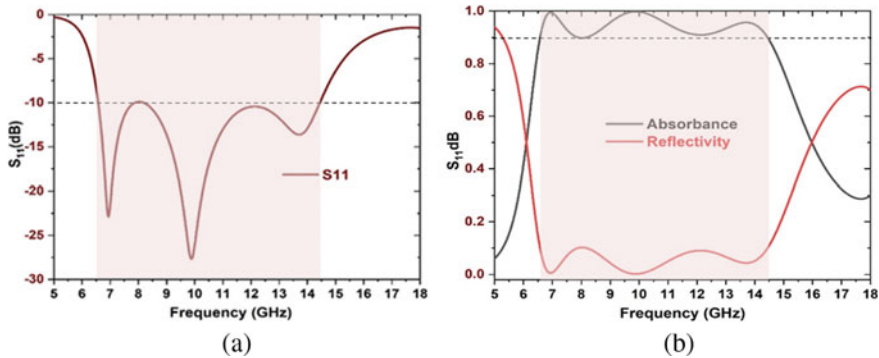 0
-5
-10
-15
-20
-25
-30
S11(dB)
S11
5 6 7 8 9 10 11 12 13 14 15 16 17 18
Frequency (GHz)
(a)
1.0
0.8
0.6
0.4
0.2
0.0
S11dB
Absorbance
Reflectivity
5 6 7 8 9 10 11 12 13 14 15 16 17 18
Frequency (GHz)
(b)